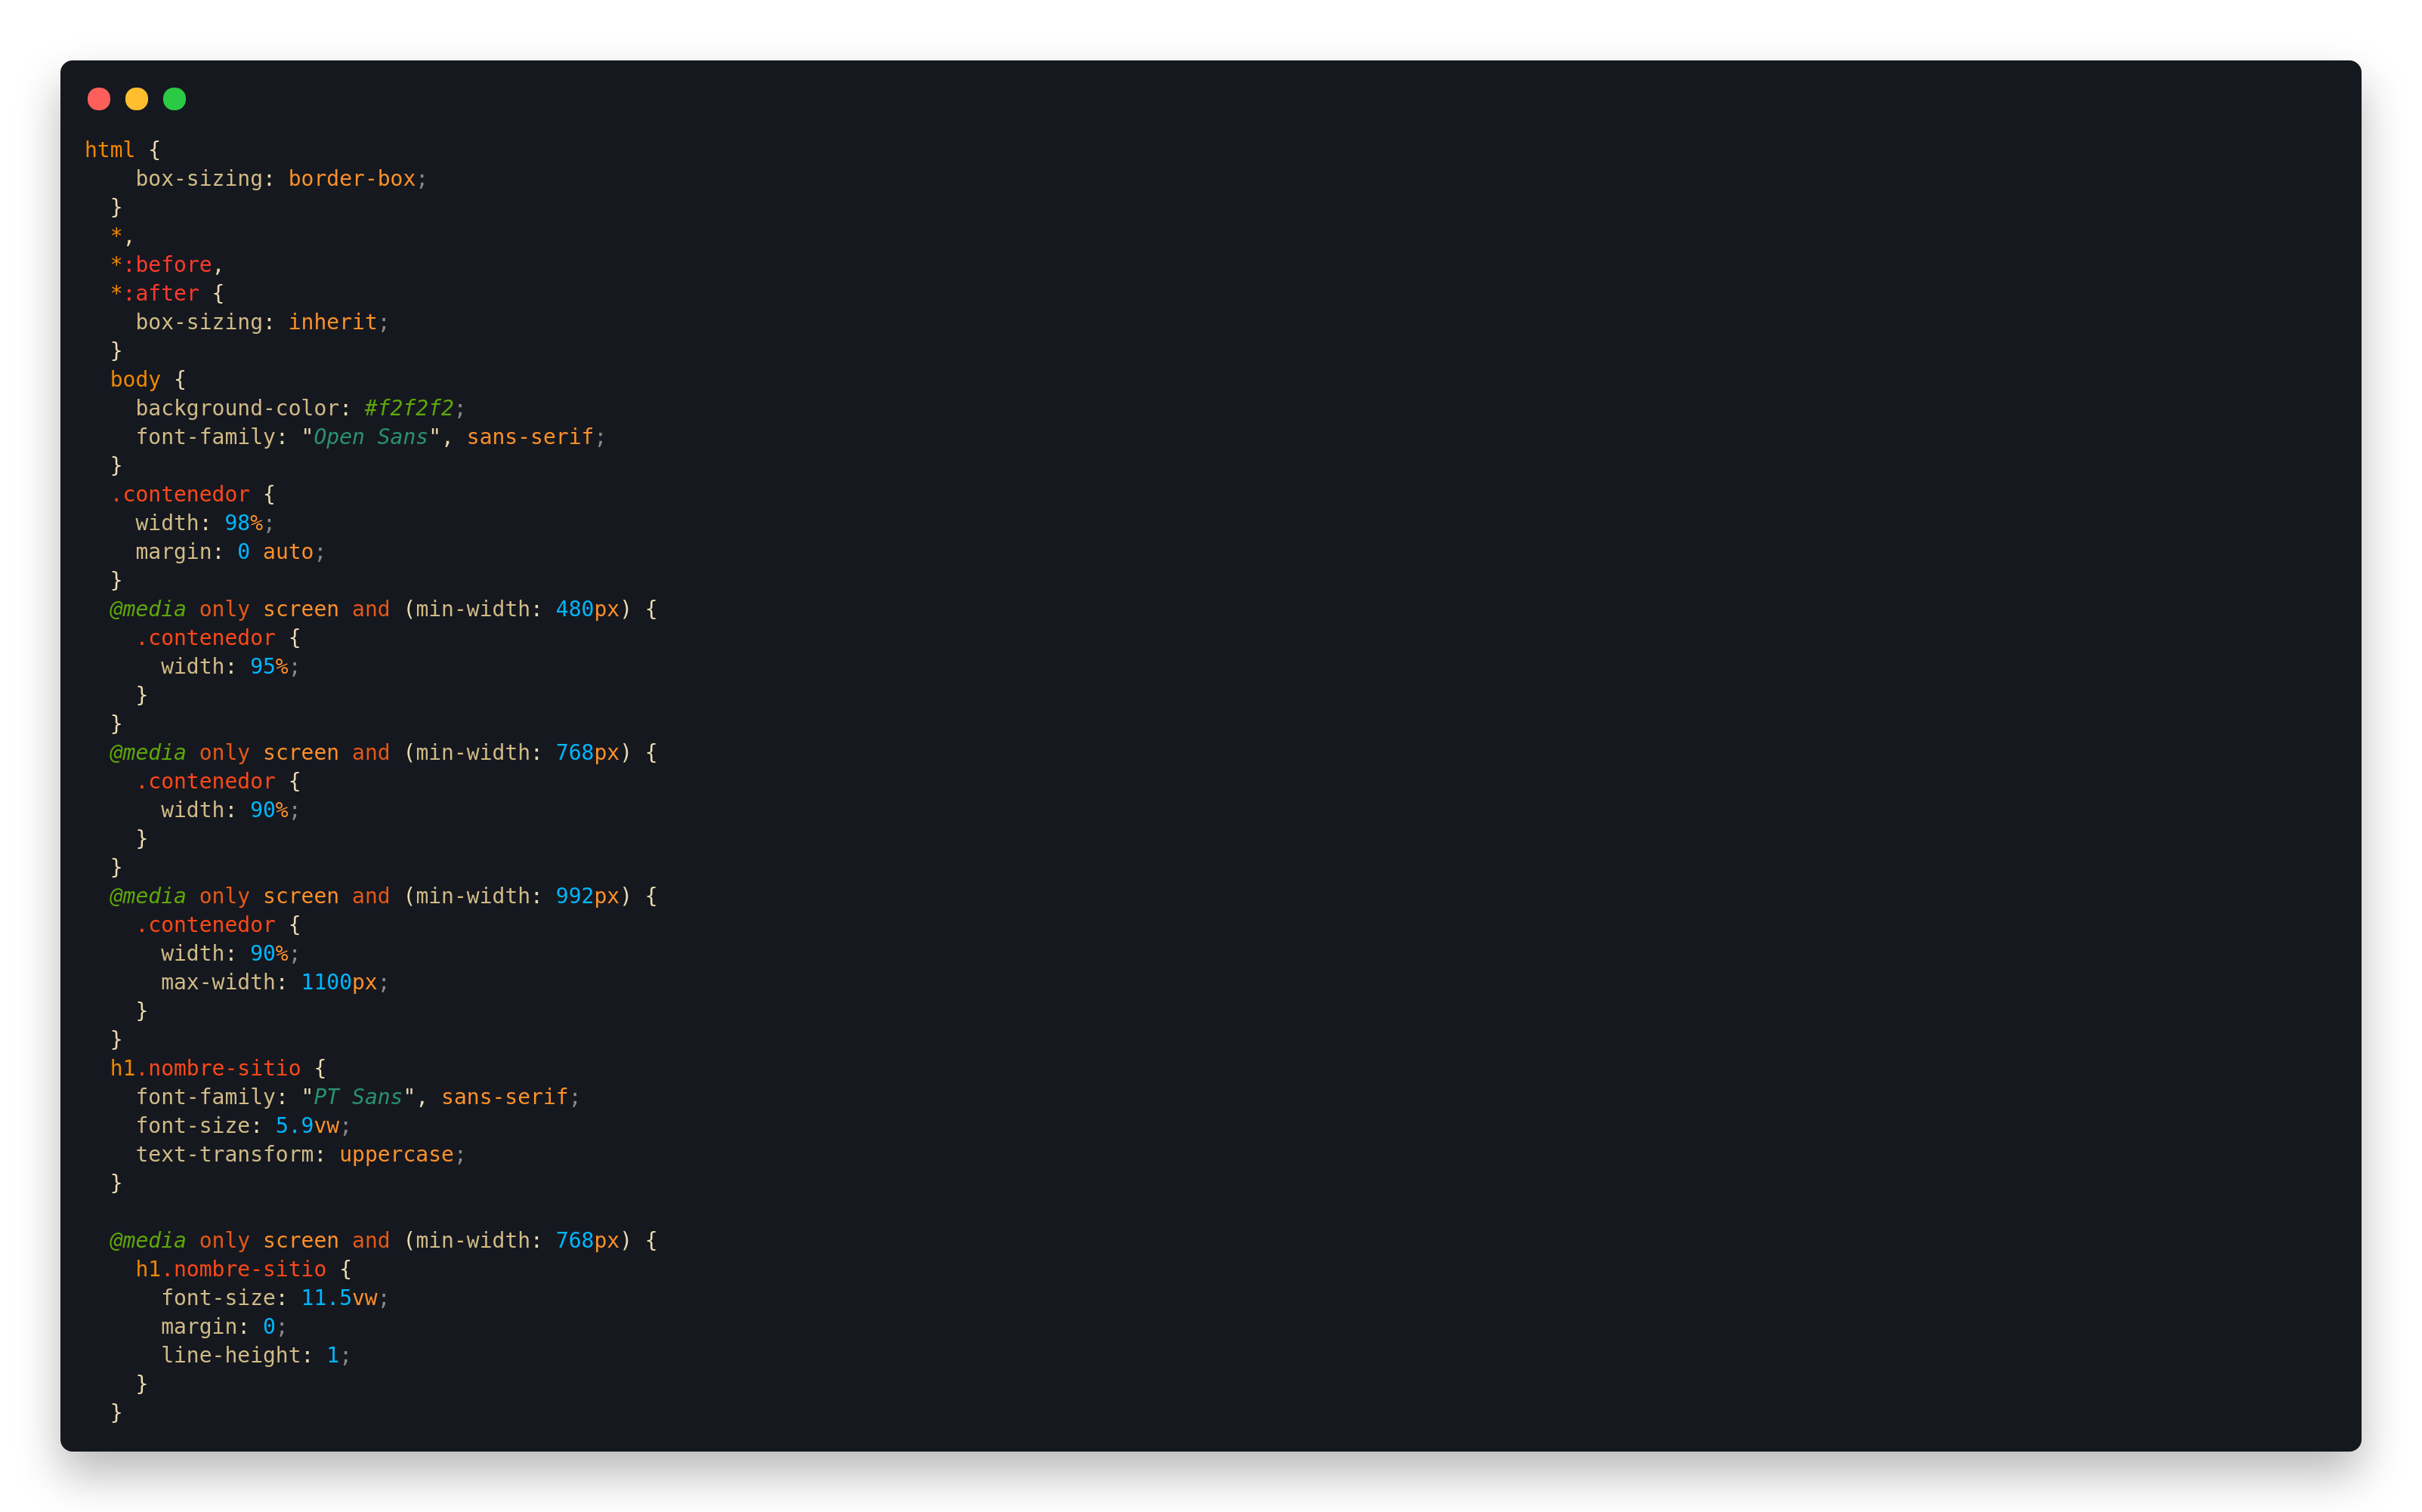 html {
    box-sizing: border-box;
  }
  *,
  *:before,
  *:after {
    box-sizing: inherit;
  }
  body {
    background-color: #f2f2f2;
    font-family: "Open Sans", sans-serif;
  }
  .contenedor {
    width: 98%;
    margin: 0 auto;
  }
  @media only screen and (min-width: 480px) {
    .contenedor {
      width: 95%;
    }
  }
  @media only screen and (min-width: 768px) {
    .contenedor {
      width: 90%;
    }
  }
  @media only screen and (min-width: 992px) {
    .contenedor {
      width: 90%;
      max-width: 1100px;
    }
  }
  h1.nombre-sitio {
    font-family: "PT Sans", sans-serif;
    font-size: 5.9vw;
    text-transform: uppercase;
  }

  @media only screen and (min-width: 768px) {
    h1.nombre-sitio {
      font-size: 11.5vw;
      margin: 0;
      line-height: 1;
    }
  }